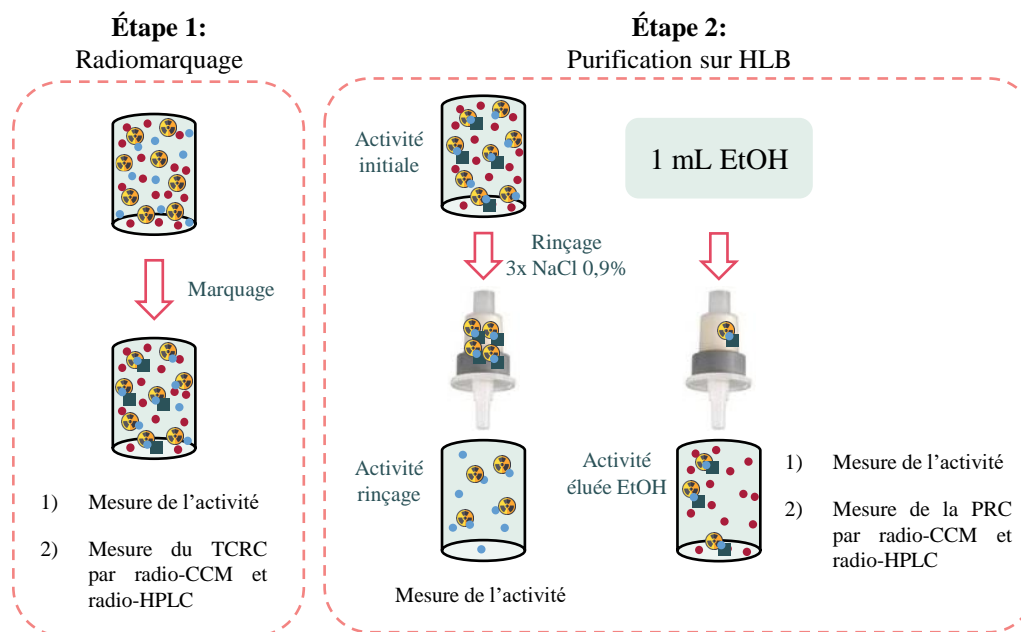 Étape 1:
Radiomarquage
Marquage
1) Mesure de l’activité
2) Mesure du TCRC
par radio-CCM et
radio-HPLC
Étape 2:
Purification sur HLB
Activité
initiale
1 mL EtOH
Rinçage
3x NaCl 0,9%
Activité
rinçage
Mesure de l’activité
Activité
éluée EtOH
1) Mesure de l’activité
2) Mesure de la PRC
par radio-CCM et
radio-HPLC